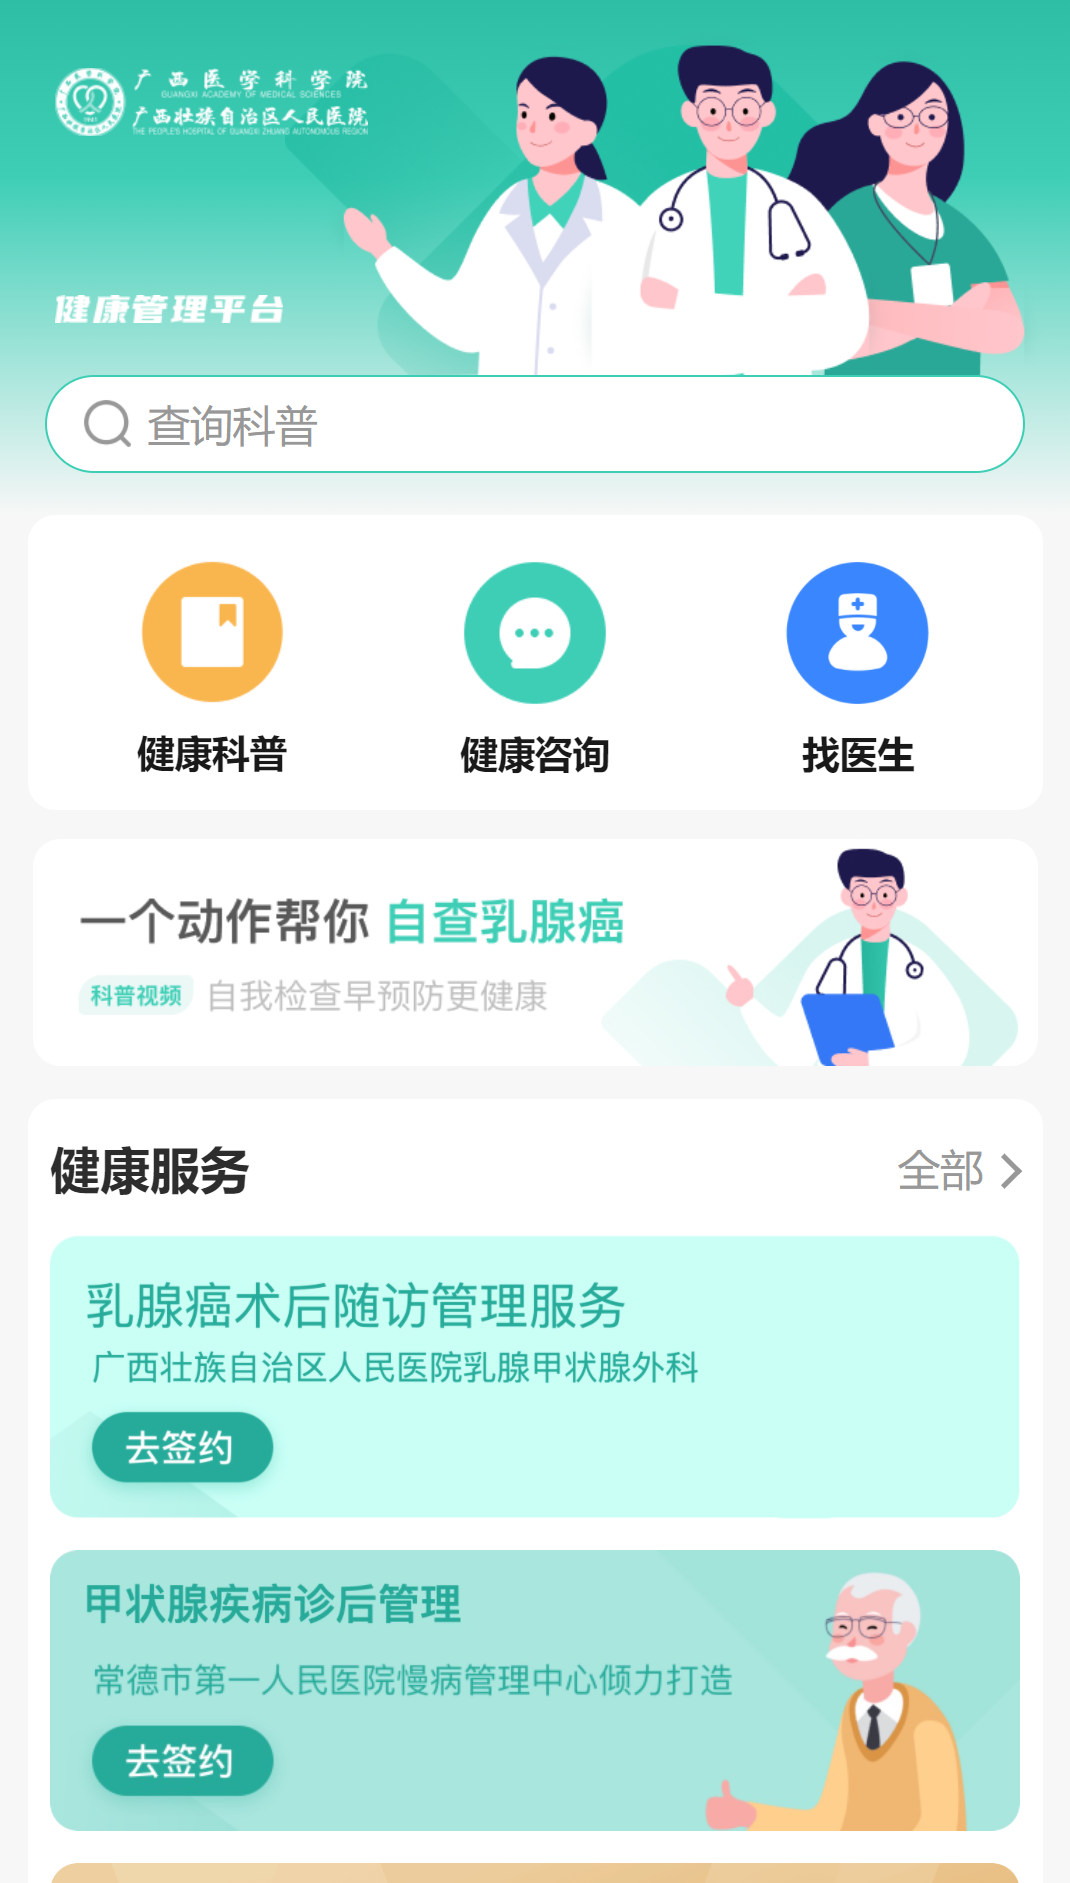 广西医学科学院
GUANGXI ACADEMY OF MEDICAL SCIENCES
广西壮族自治区人民医院
THE PEOPLE'S HOSPITAL OF GUANGXI ZHUANG AUTONOMOUS REGION
健康管理平台
查询科普
健康科普
健康咨询
找医生
一个动作帮你 自查乳腺癌
科普视频 自我检查早预防更健康
健康服务
全部
乳腺癌术后随访管理服务
广西壮族自治区人民医院乳腺甲状腺外科
去签约
甲状腺疾病诊后管理
常德市第一人民医院慢病管理中心倾力打造
去签约